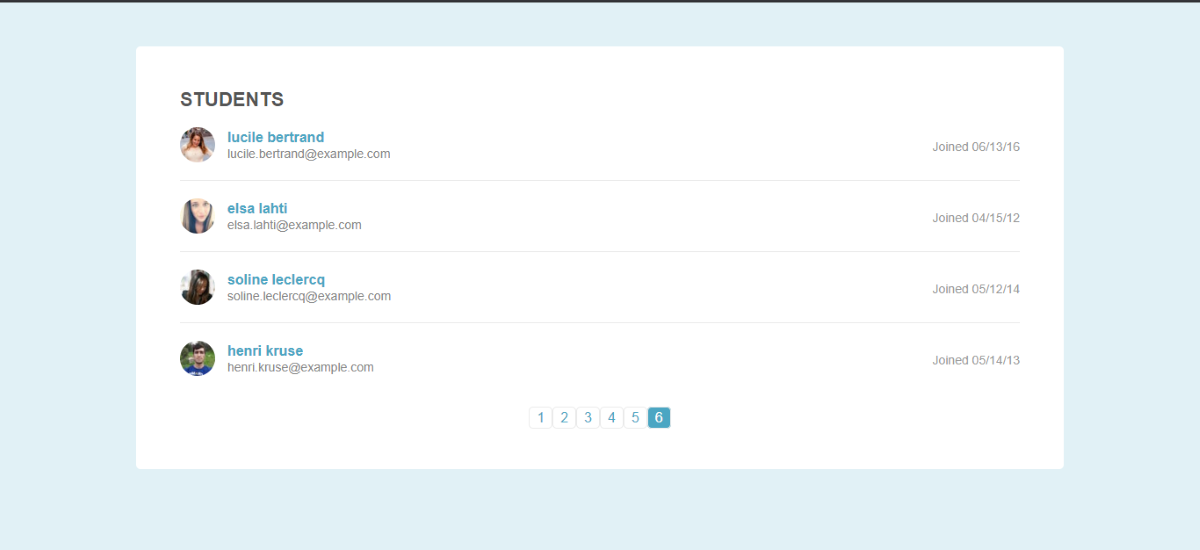 STUDENTS
lucile bertrand
lucile.bertrand@example.com
Joined 06/13/16
elsa lahti
elsa.lahti@example.com
Joined 04/15/12
soline leclercq
soline.leclercq@example.com
Joined 05/12/14
henri kruse
henri.kruse@example.com
Joined 05/14/13
1 2 3 4 5 6